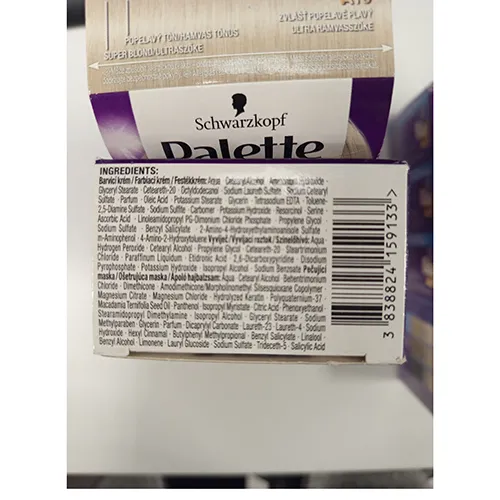 POPELAVÝ TÓN/HAMVAS TÓNUS
SUPER BLOND/ULTRASZŐKE
ZVLÁŠŤ POPELAVĚ PLAVÝ
ULTRA HAMVASSZŐKE
Schwarzkopf
Palette
INGREDIENTS:
Barvicí krém / Farbiaci krém / Festékkrém: Aqua · Cetearyl Alcohol · Ammonium Hydroxide ·
Glyceryl Stearate · Ceteareth-20 · Octyldodecanol · Sodium Laureth Sulfate · Sodium Cetearyl
Sulfate · Parfum · Oleic Acid · Potassium Stearate · Glycerin · Tetrasodium EDTA · Toluene-
2,5-Diamine Sulfate · Sodium Sulfite · Carbomer · Potassium Hydroxide · Resorcinol · Serine ·
Ascorbic Acid · Linoleamidopropyl PG-Dimonium Chloride Phosphate · Propylene Glycol ·
Sodium Sulfate · Benzyl Salicylate · 2-Amino-4-Hydroxyethylaminoanisole Sulfate ·
m-Aminophenol · 4-Amino-2-Hydroxytoluene Vyvíječ/Vyvíjací roztok/ Színelőhívó: Aqua ·
Hydrogen Peroxide · Cetearyl Alcohol · Propylene Glycol · Ceteareth-20 · Steartrimonium
Chloride · Paraffinum Liquidum · Etidronic Acid · 2,6-Dicarboxypyridine · Disodium
Pyrophosphate · Potassium Hydroxide · Isopropyl Alcohol · Sodium Benzoate Pečující
maska / Ošetrujúca maska / Ápoló hajbalzsam: Aqua · Cetearyl Alcohol · Behentrimonium
Chloride · Dimethicone · Amodimethicone/Morpholinomethyl Silsesquioxane Copolymer ·
Magnesium Citrate · Magnesium Chloride · Hydrolyzed Keratin · Polyquaternium-37 ·
Macadamia Ternifolia Seed Oil · Panthenol · Isopropyl Myristate · Citric Acid · Phenoxyethanol ·
Stearamidopropyl Dimethylamine · Isopropyl Alcohol · Glyceryl Stearate · Sodium
Methylparaben · Glycerin · Parfum · Dicaprylyl Carbonate · Laureth-23 · Laureth-4 · Sodium
Hydroxide · Hexyl Cinnamal · Butylphenyl Methylpropional · Benzyl Salicylate · Linalool ·
Benzyl Alcohol · Limonene · Lauryl Glucoside · Sodium Sulfate · Trideceth-5 · Salicylic Acid
3 838824 159133 >